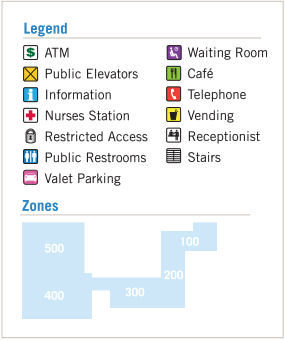 Legend
$ ATM
Public Elevators
i Information
Nurses Station
Restricted Access
Public Restrooms
Valet Parking
Waiting Room
Café
Telephone
Vending
Receptionist
Stairs
Zones
500
100
200
400
300